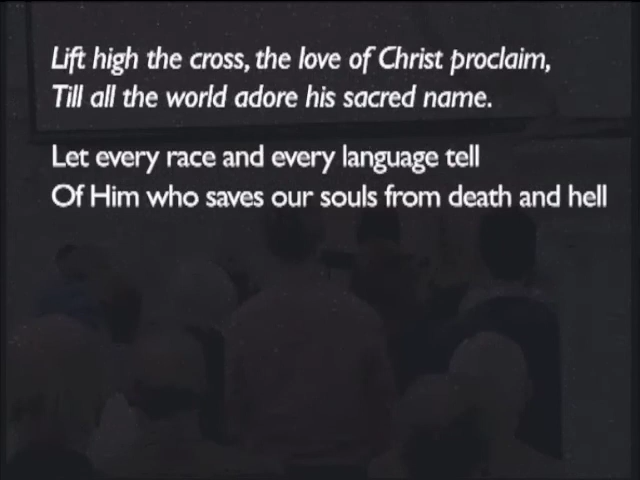 Lift high the cross, the love of Christ proclaim,
Till all the world adore his sacred name.
Let every race and every language tell
Of Him who saves our souls from death and hell